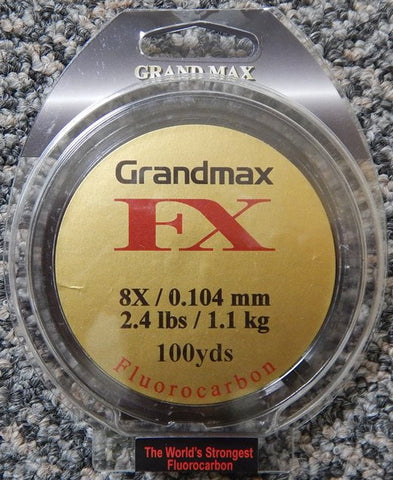 GRAND MAX
Grandmax
FX
8X / 0.104 mm
2.4 lbs / 1.1 kg
100yds
Fluorocarbon
The World's Strongest
Fluorocarbon